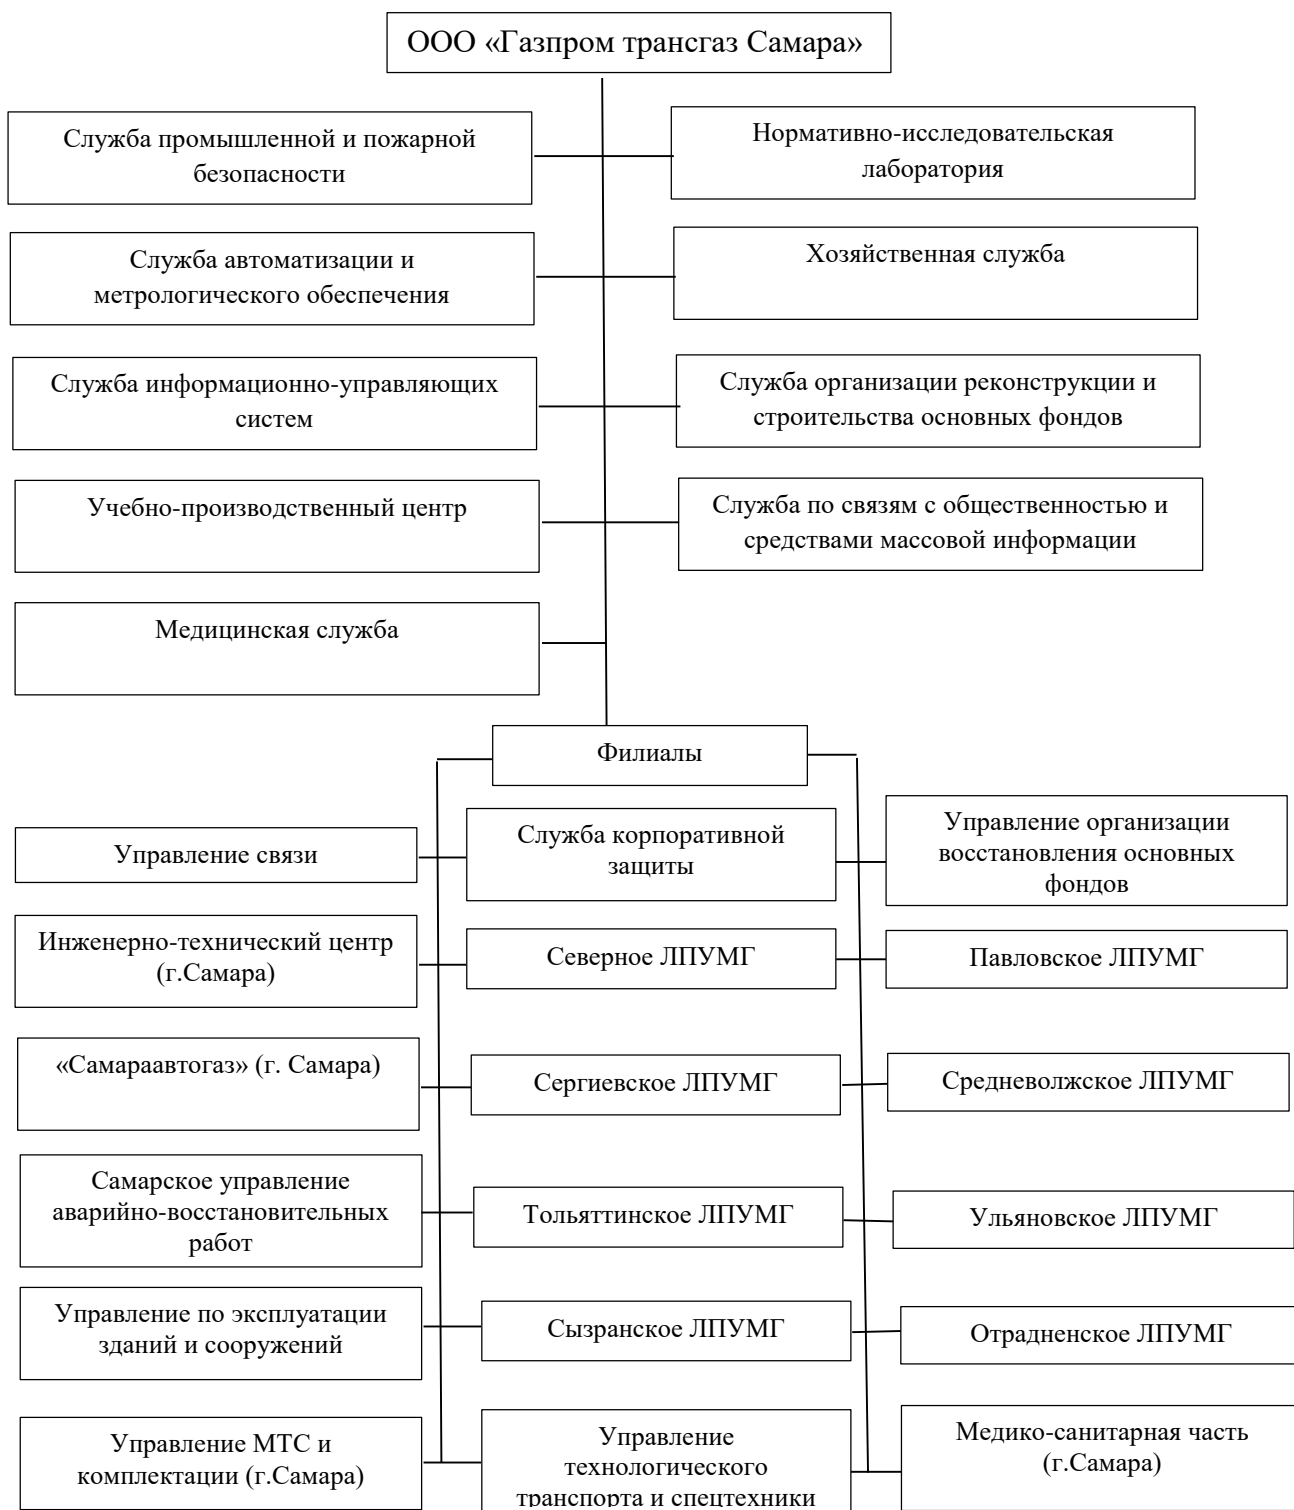 ООО «Газпром трансгаз Самара»
Служба промышленной и пожарной
безопасности
Нормативно-исследовательская
лаборатория
Служба автоматизации и
метрологического обеспечения
Хозяйственная служба
Служба информационно-управляющих
систем
Служба организации реконструкции и
строительства основных фондов
Учебно-производственный центр
Служба по связям с общественностью и
средствами массовой информации
Медицинская служба
Филиалы
Управление связи
Служба корпоративной
защиты
Управление организации
восстановления основных
фондов
Инженерно-технический центр
(г.Самара)
Северное ЛПУМГ
Павловское ЛПУМГ
«Самараавтогаз» (г. Самара)
Сергиевское ЛПУМГ
Средневолжское ЛПУМГ
Самарское управление
аварийно-восстановительных
работ
Тольяттинское ЛПУМГ
Ульяновское ЛПУМГ
Управление по эксплуатации
зданий и сооружений
Сызранское ЛПУМГ
Отрадненское ЛПУМГ
Управление МТС и
комплектации (г.Самара)
Управление
технологического
транспорта и спецтехники
Медико-санитарная часть
(г.Самара)